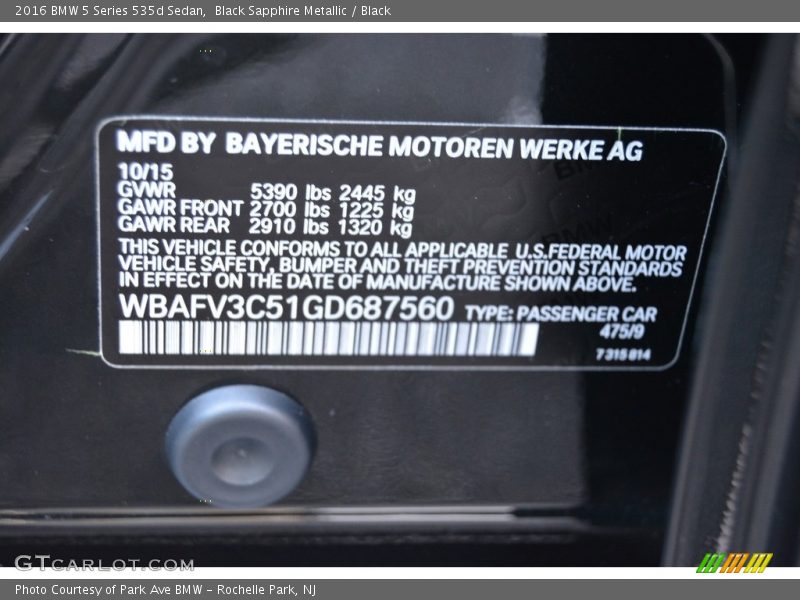 2016 BMW 5 Series 535d Sedan,  Black Sapphire Metallic / Black
MFD BY BAYERISCHE MOTOREN WERKE AG
10/15
GVWR 5390 lbs 2445 kg
GAWR FRONT 2700 lbs 1225 kg
GAWR REAR 2910 lbs 1320 kg
THIS VEHICLE CONFORMS TO ALL APPLICABLE U.S.FEDERAL MOTOR
VEHICLE SAFETY, BUMPER AND THEFT PREVENTION STANDARDS
IN EFFECT ON THE DATE OF MANUFACTURE SHOWN ABOVE.
WBAFV3C51GD687560 TYPE: PASSENGER CAR
475/9
7315814
GTCARLOT.COM
Photo Courtesy of Park Ave BMW - Rochelle Park, NJ